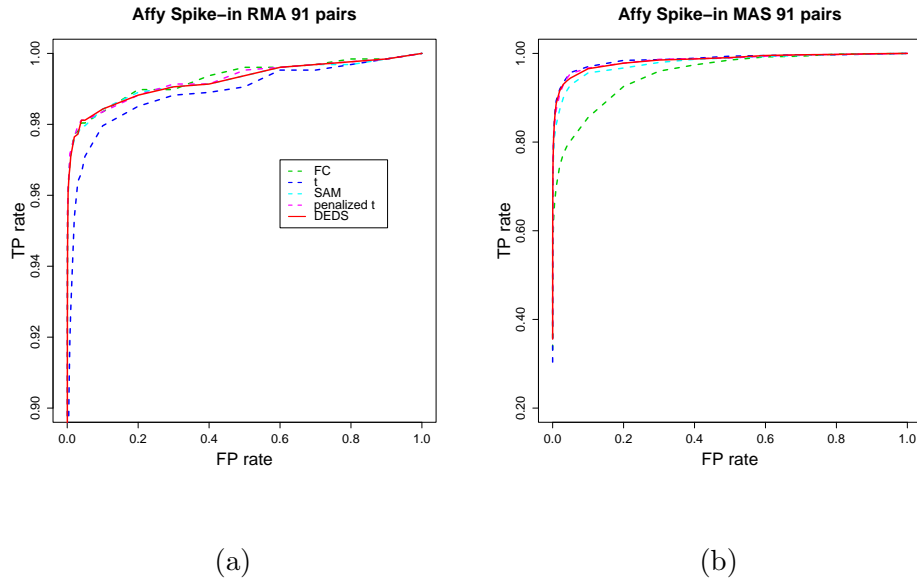 Affy Spike-in RMA 91 pairs
TP rate
1.00
0.98
0.96
0.94
0.92
0.90
FC
t
SAM
penalized t
DEDS
0.0 0.2 0.4 0.6 0.8 1.0
FP rate
(a)
Affy Spike-in MAS 91 pairs
TP rate
1.00
0.80
0.60
0.40
0.20
0.0 0.2 0.4 0.6 0.8 1.0
FP rate
(b)